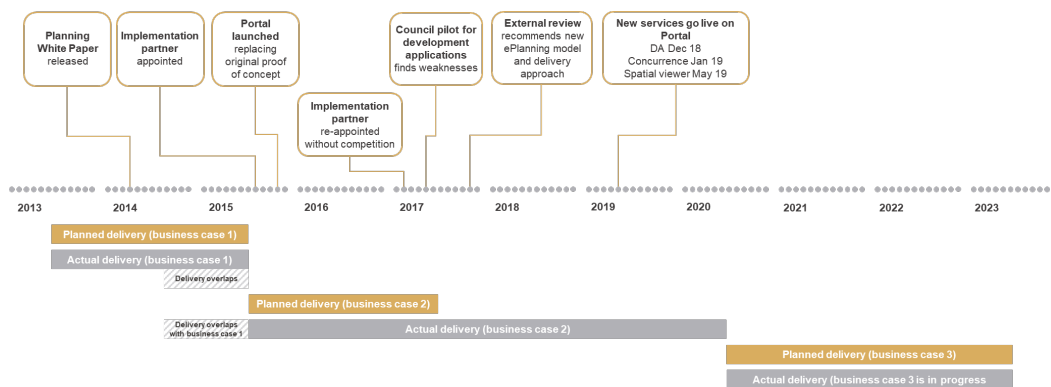 Planning
White Paper
released
Implementation
partner
appointed
Portal
launched
replacing
original proof
of concept
Implementation
partner
re-appointed
without competition
Council pilot for
development
applications
finds weaknesses
External review
recommends new
ePlanning model
and delivery
approach
New services go live on
Portal
DA Dec 18
Concurrence Jan 19
Spatial viewer May 19
2013
2014
2015
2016
2017
2018
2019
2020
2021
2022
2023
Planned delivery (business case 1)
Actual delivery (business case 1)
Delivery overlaps
Planned delivery (business case 2)
Delivery overlaps
with business case 1
Actual delivery (business case 2)
Planned delivery (business case 3)
Actual delivery (business case 3 is in progress